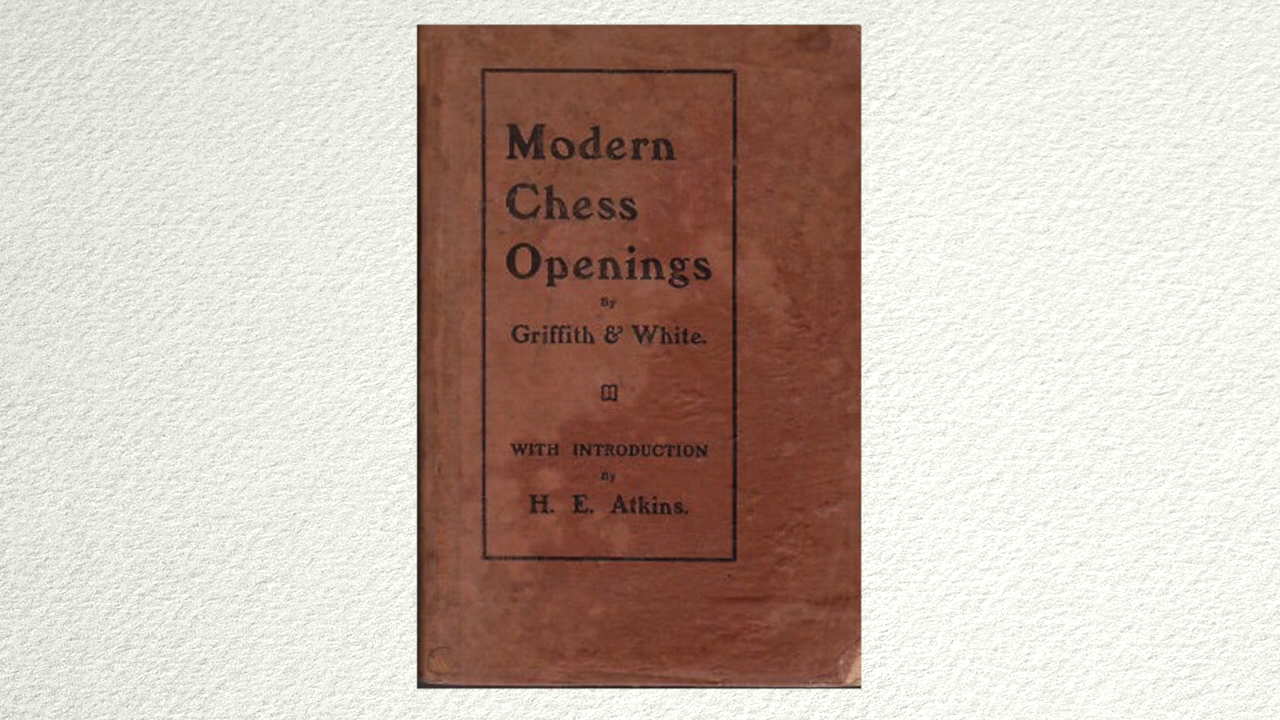 Modern
Chess
Openings
By
Griffith & White.
WITH INTRODUCTION
By
H. E. Atkins.